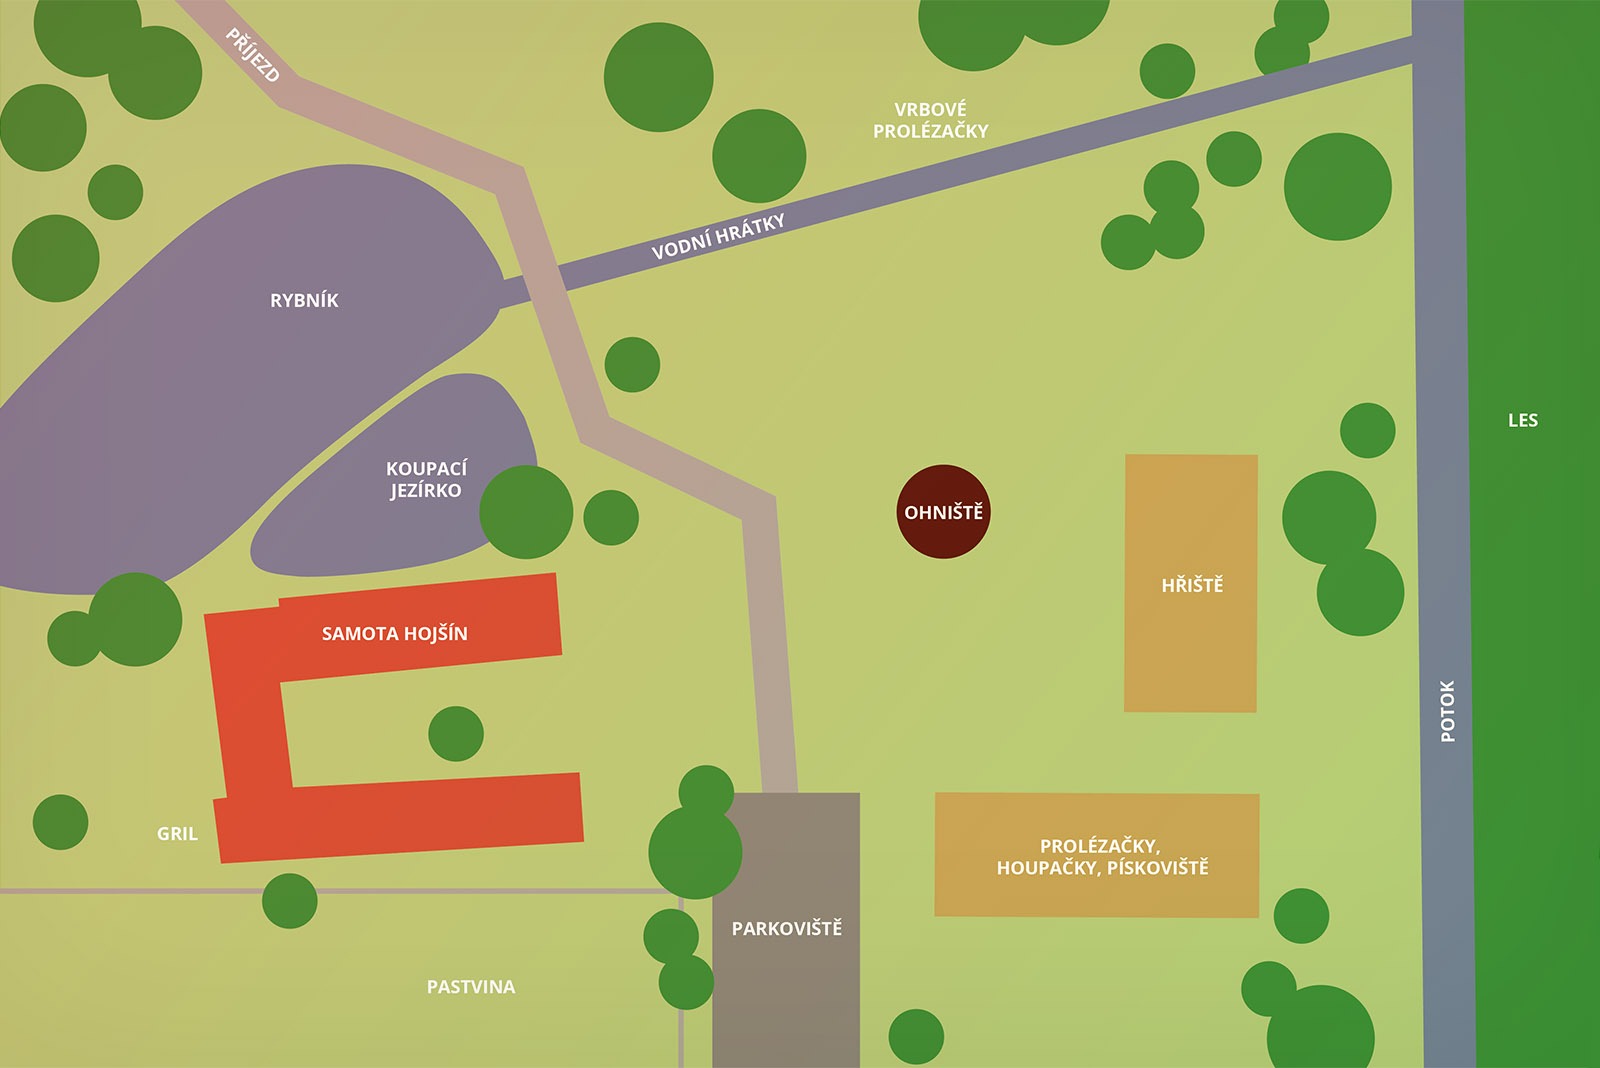 PŘÍJEZD
VRBOVÉ
PROLÉZAČKY
VODNÍ HRÁTKY
RYBNÍK
LES
KOUPACÍ
JEZÍRKO
OHNIŠTĚ
HŘIŠTĚ
SAMOTA HOJŠÍN
POTOK
GRIL
PROLÉZAČKY,
HOUPAČKY, PÍSKOVIŠTĚ
PARKOVIŠTĚ
PASTVINA